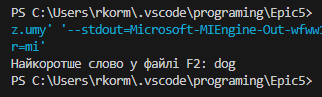 PS C:\Users\rkorm\.vscode\programing\Epic5>
z.umy' '--stdout=Microsoft-MIEngine-Out-wfww
r=mi'
Найкоротше слово у файлі F2: dog
PS C:\Users\rkorm\.vscode\programing\Epic5>